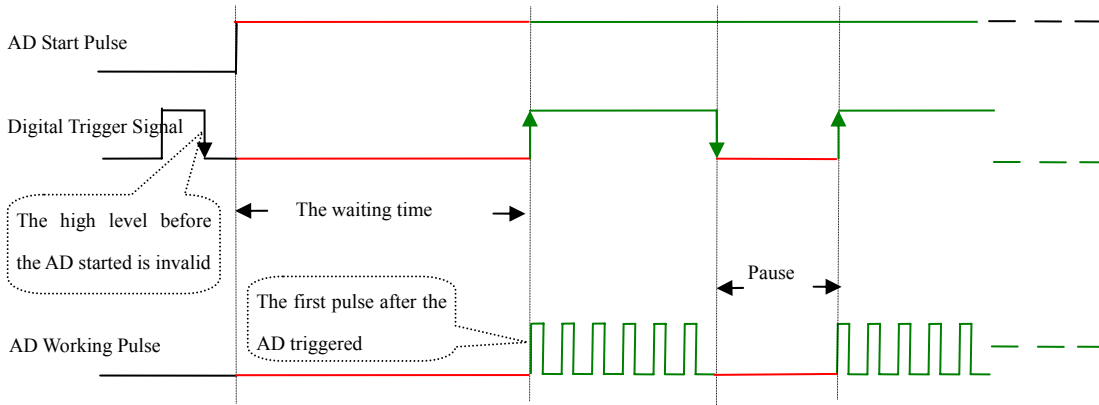 AD Start Pulse
Digital Trigger Signal
The high level before
the AD started is invalid
The waiting time
Pause
The first pulse after the
AD triggered
AD Working Pulse